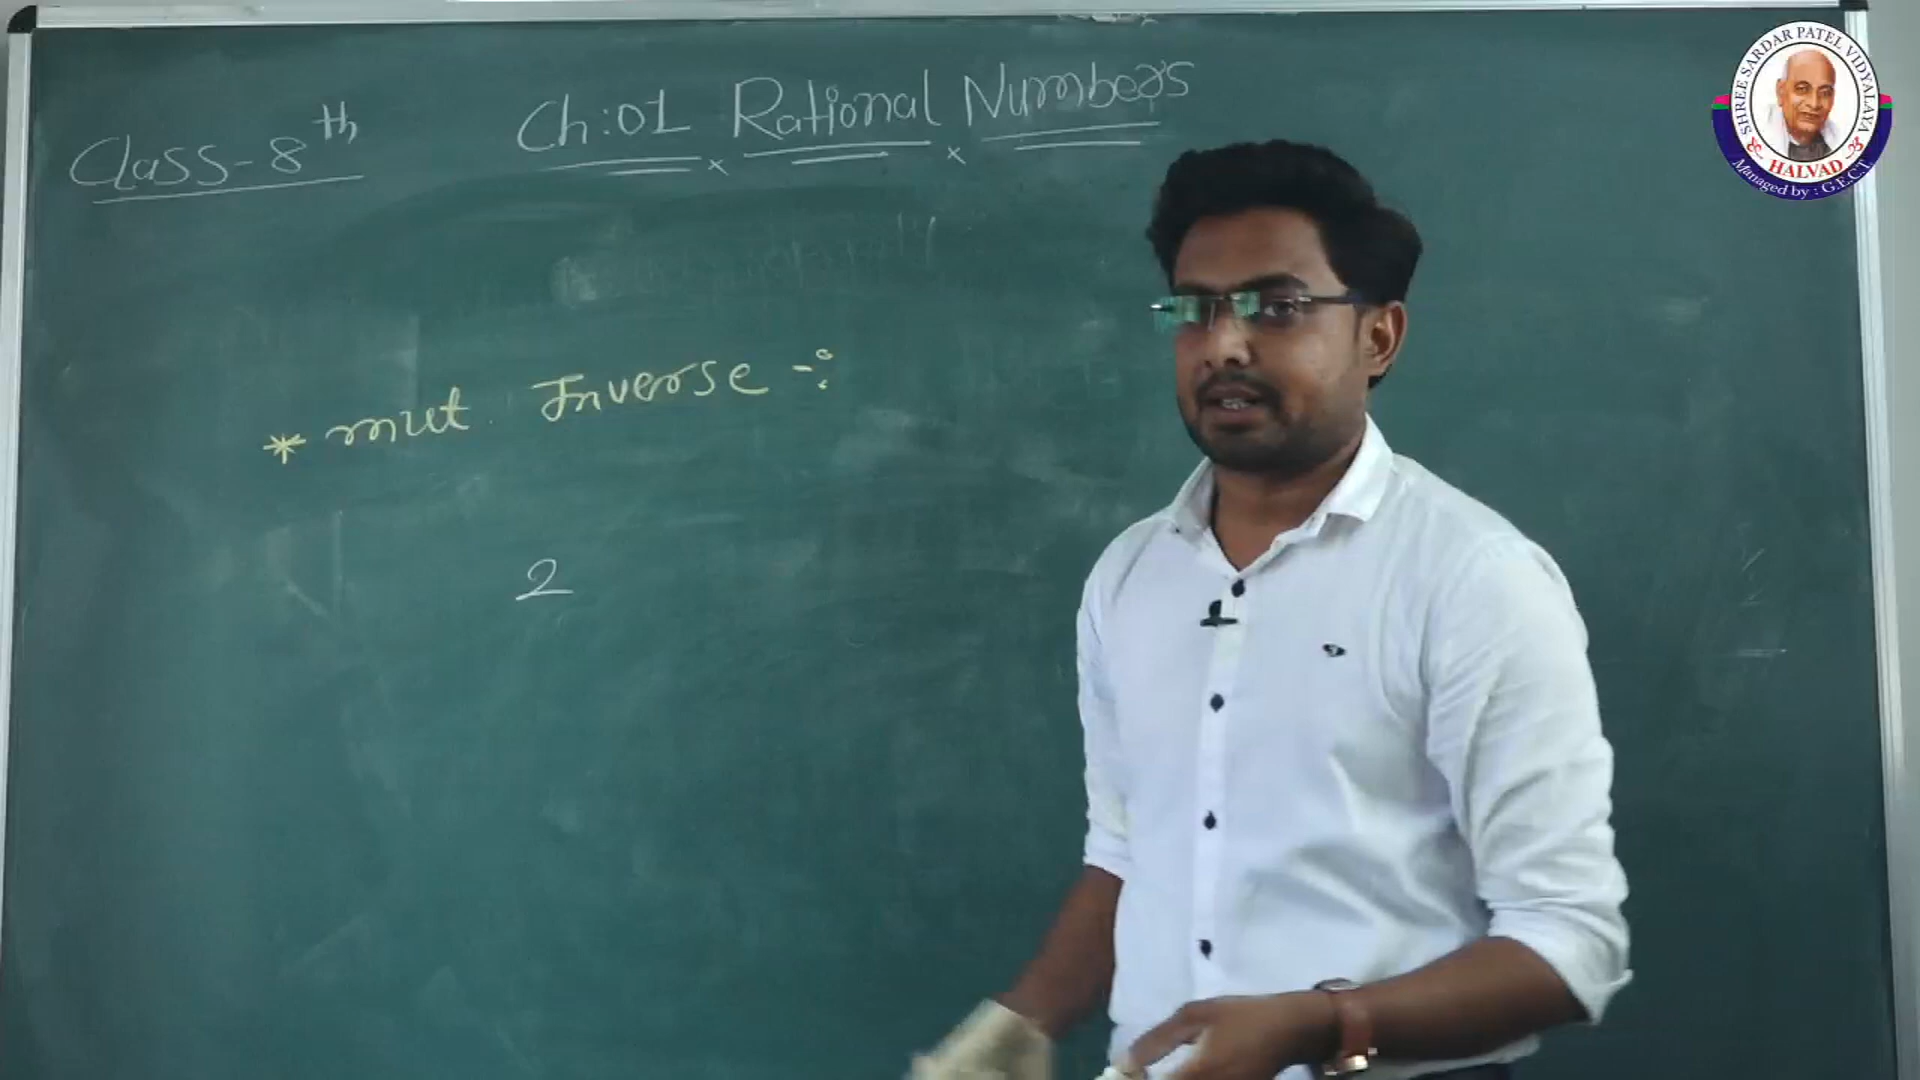 Class-8th
Ch:01 Rational Numbers
* mut. Inverse -:
2
SHREE SARDAR PATEL VIDYALAYA
HALVAD
Managed by : G.E.C.T.